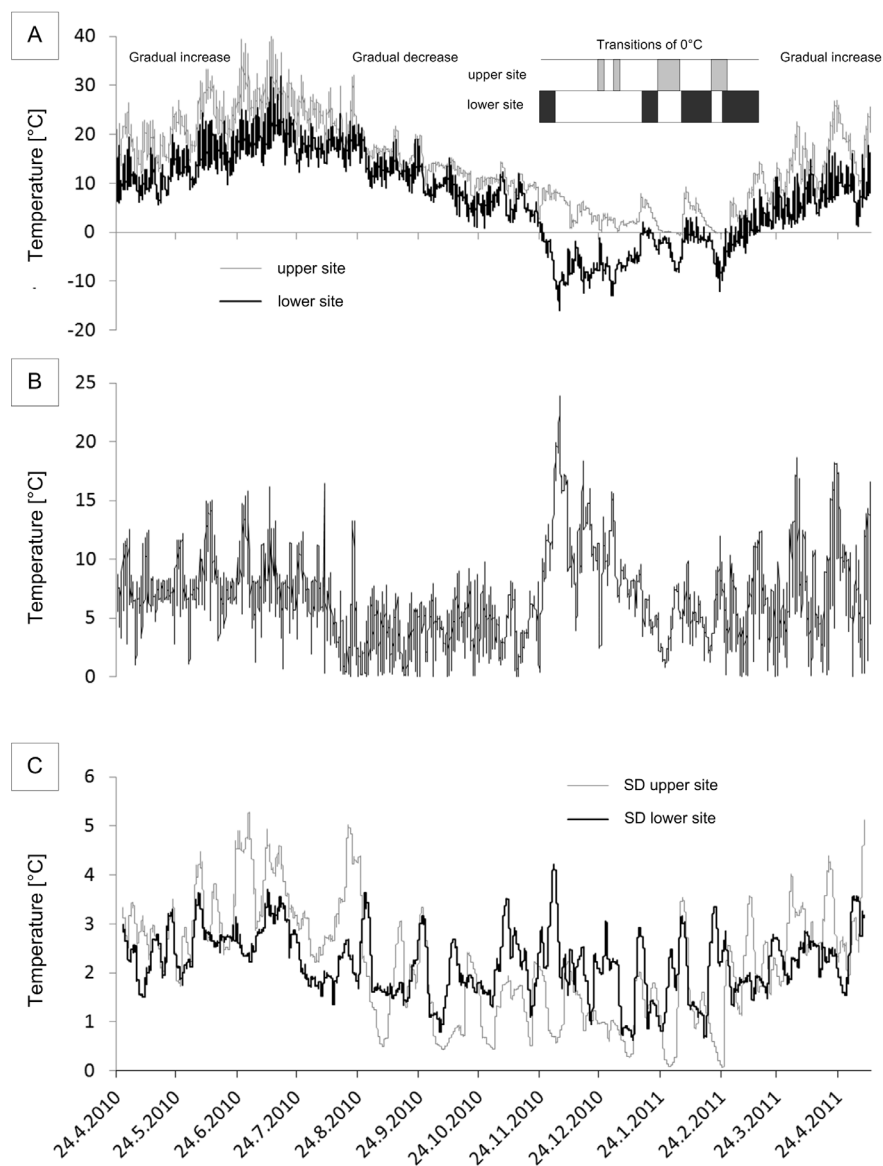 A
40
30
20
10
0
-10
-20
Temperature [°C]
Gradual increase
Gradual decrease
Transitions of 0°C
Gradual increase
upper site
lower site
upper site
lower site
B
25
20
15
10
5
0
Temperature [°C]
C
6
5
4
3
2
1
0
Temperature [°C]
SD upper site
SD lower site
24.4.2010
24.5.2010
24.6.2010
24.7.2010
24.8.2010
24.9.2010
24.10.2010
24.11.2010
24.12.2010
24.1.2011
24.2.2011
24.3.2011
24.4.2011